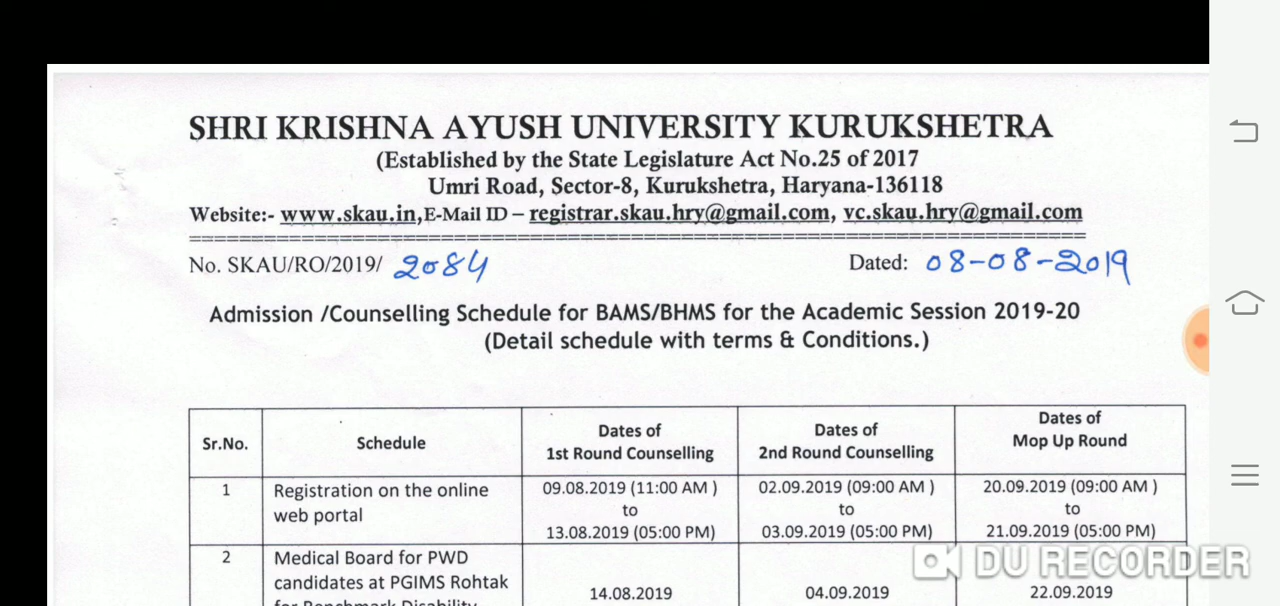 SHRI KRISHNA AYUSH UNIVERSITY KURUKSHETRA
(Established by the State Legislature Act No.25 of 2017
Umri Road, Sector-8, Kurukshetra, Haryana-136118
Website:- www.skau.in,E-Mail ID – registrar.skau.hry@gmail.com, vc.skau.hry@gmail.com
No. SKAU/RO/2019/ 2084 Dated: 08-08-2019
Admission /Counselling Schedule for BAMS/BHMS for the Academic Session 2019-20
(Detail schedule with terms & Conditions.)
Sr.No. Schedule Dates of 1st Round Counselling Dates of 2nd Round Counselling Dates of Mop Up Round
1 Registration on the online web portal 09.08.2019 (11:00 AM ) to 13.08.2019 (05:00 PM) 02.09.2019 (09:00 AM ) to 03.09.2019 (05:00 PM) 20.09.2019 (09:00 AM ) to 21.09.2019 (05:00 PM)
2 Medical Board for PWD candidates at PGIMS Rohtak for Benchmark Disability 14.08.2019 04.09.2019 22.09.2019
DU RECORDER